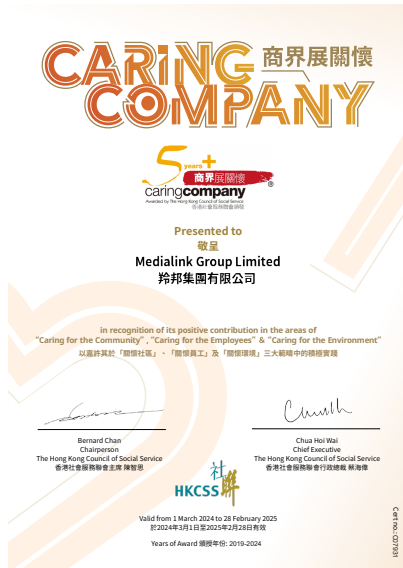 CARING 商界展關懷
COMPANY
5 years+
商界展關懷
caringcompany®
Awarded by The Hong Kong Council of Social Service
香港社會服務聯會頒發
Presented to
敬呈
Medialink Group Limited
羚邦集團有限公司
in recognition of its positive contribution in the areas of
“Caring for the Community”, “Caring for the Employees” & “Caring for the Environment”
以嘉許其於「關懷社區」、「關懷員工」及「關懷環境」三大範疇中的積極實踐
Bernard Chan
Chairperson
The Hong Kong Council of Social Service
香港社會服務聯會主席 陳智思
Chua Hoi Wai
Chief Executive
The Hong Kong Council of Social Service
香港社會服務聯會行政總裁 蔡海偉
HKCSS 社聯
Valid from 1 March 2024 to 28 February 2025
於2024年3月1日至2025年2月28日有效
Years of Award 頒授年份: 2019-2024
Cert no.: CD7931